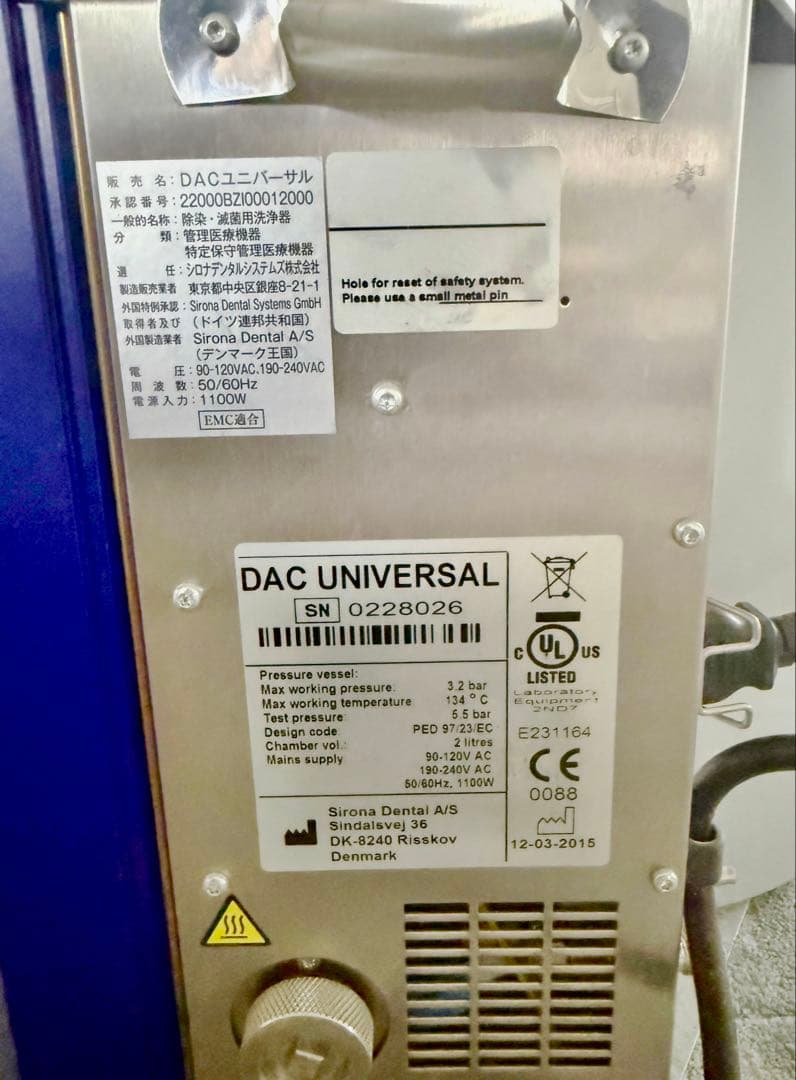 販売名:DACユニバーサル
承認番号:22000BZI00012000
一般的名称:除染・滅菌用洗浄器
分類:管理医療機器
特定保守管理医療機器
選任:シロナデンタルシステムズ株式会社
製造販売業者 東京都中央区銀座8-21-1
外国特例承認:Sirona Dental Systems GmbH
取得者及び (ドイツ連邦共和国)
外国製造業者 Sirona Dental A/S
(デンマーク王国)
電圧:90-120VAC,190-240VAC
周波数:50/60Hz
電源入力:1100W
EMC適合
Hole for reset of safety system.
Please use a small metal pin
DAC UNIVERSAL
SN 0228026
Pressure vessel:
Max working pressure: 3.2 bar
Max working temperature 134 °C
Test pressure: 5.5 bar
Design code PED 97/23/EC
Chamber vol.: 2 litres
Mains supply 90-120V AC
190-240V AC
50/60Hz, 1100W
Sirona Dental A/S
Sindalsvej 36
DK-8240 Risskov
Denmark
C UL US
LISTED
Laboratory
Equipment
2ND7
E231164
CE
0088
12-03-2015